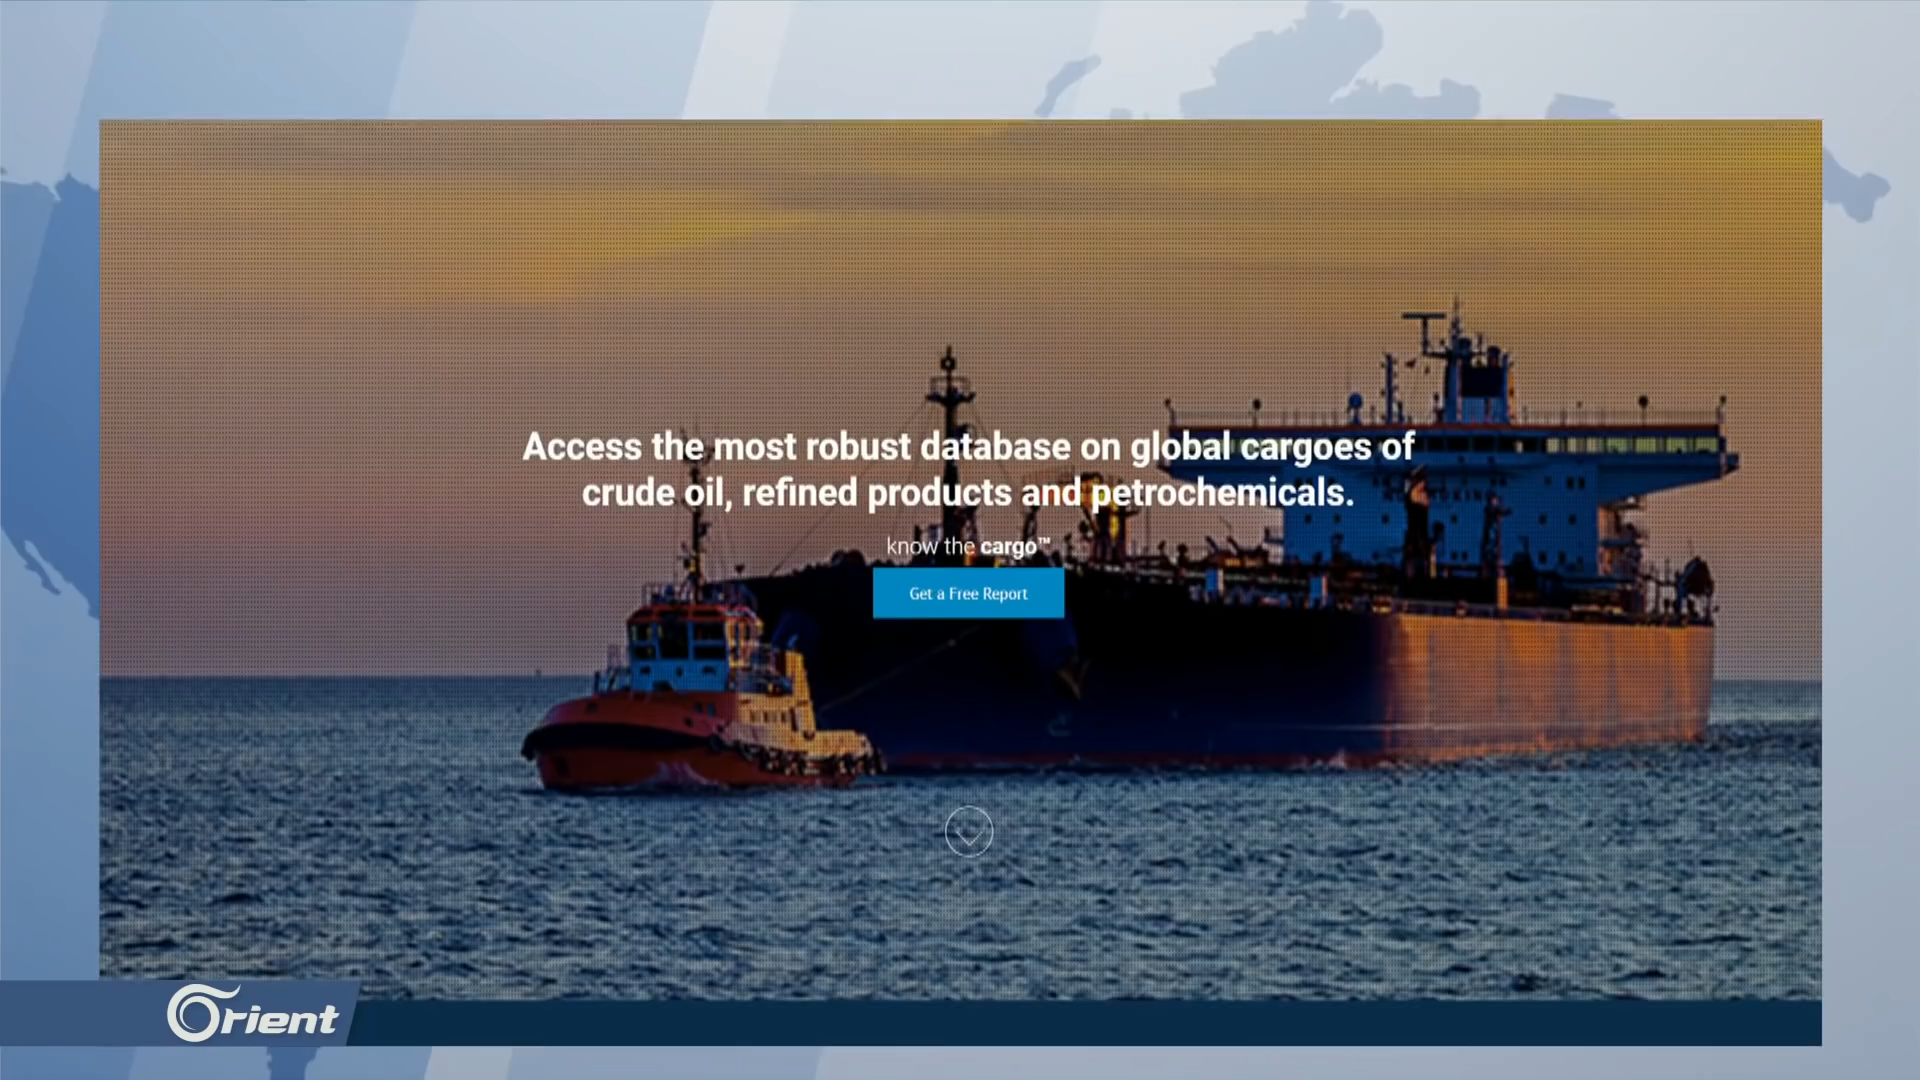 Access the most robust database on global cargoes of
crude oil, refined products and petrochemicals.
know the cargo™
Get a Free Report
Orient